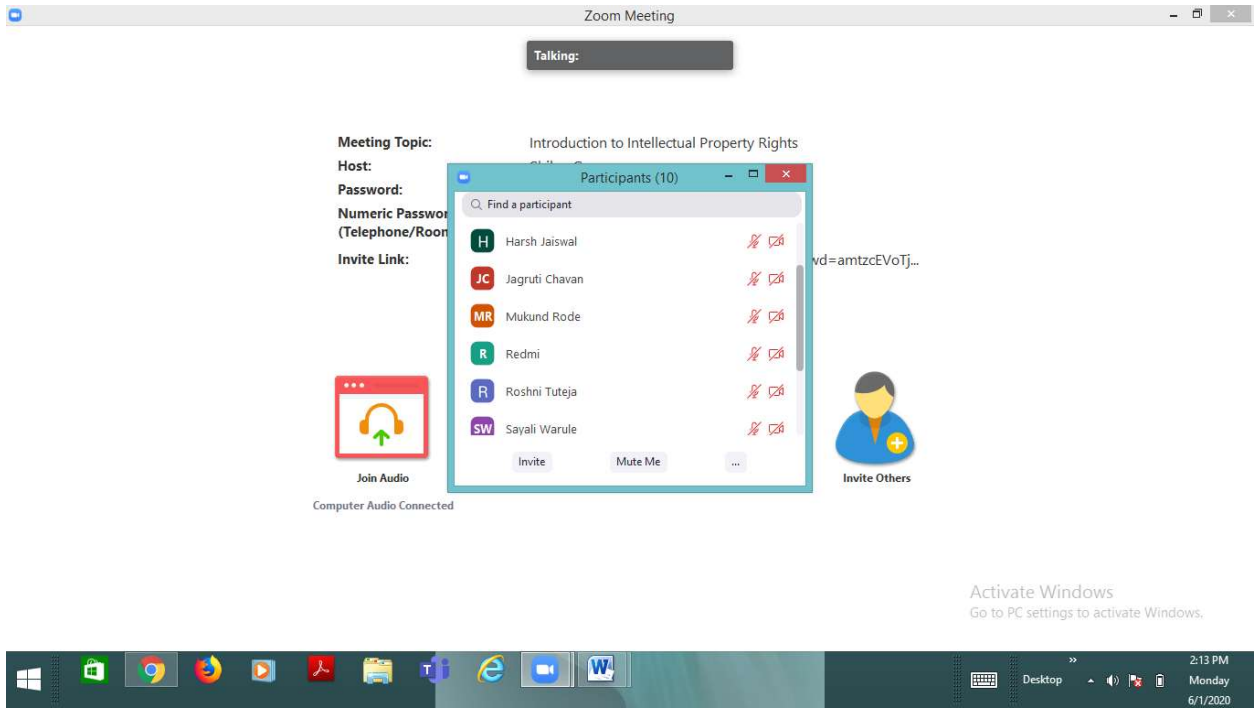 Zoom Meeting
Talking:
Meeting Topic: Introduction to Intellectual Property Rights
Host:
Password:
Numeric Passwor
(Telephone/Roon
Invite Link: wd=amtzcEVoTj...
Participants (10)
Find a participant
H Harsh Jaiswal
JC Jagruti Chavan
MR Mukund Rode
R Redmi
R Roshni Tuteja
SW Sayali Warule
Invite Mute Me ...
Join Audio
Computer Audio Connected
Invite Others
Activate Windows
Go to PC settings to activate Windows.
Desktop
2:13 PM
Monday
6/1/2020